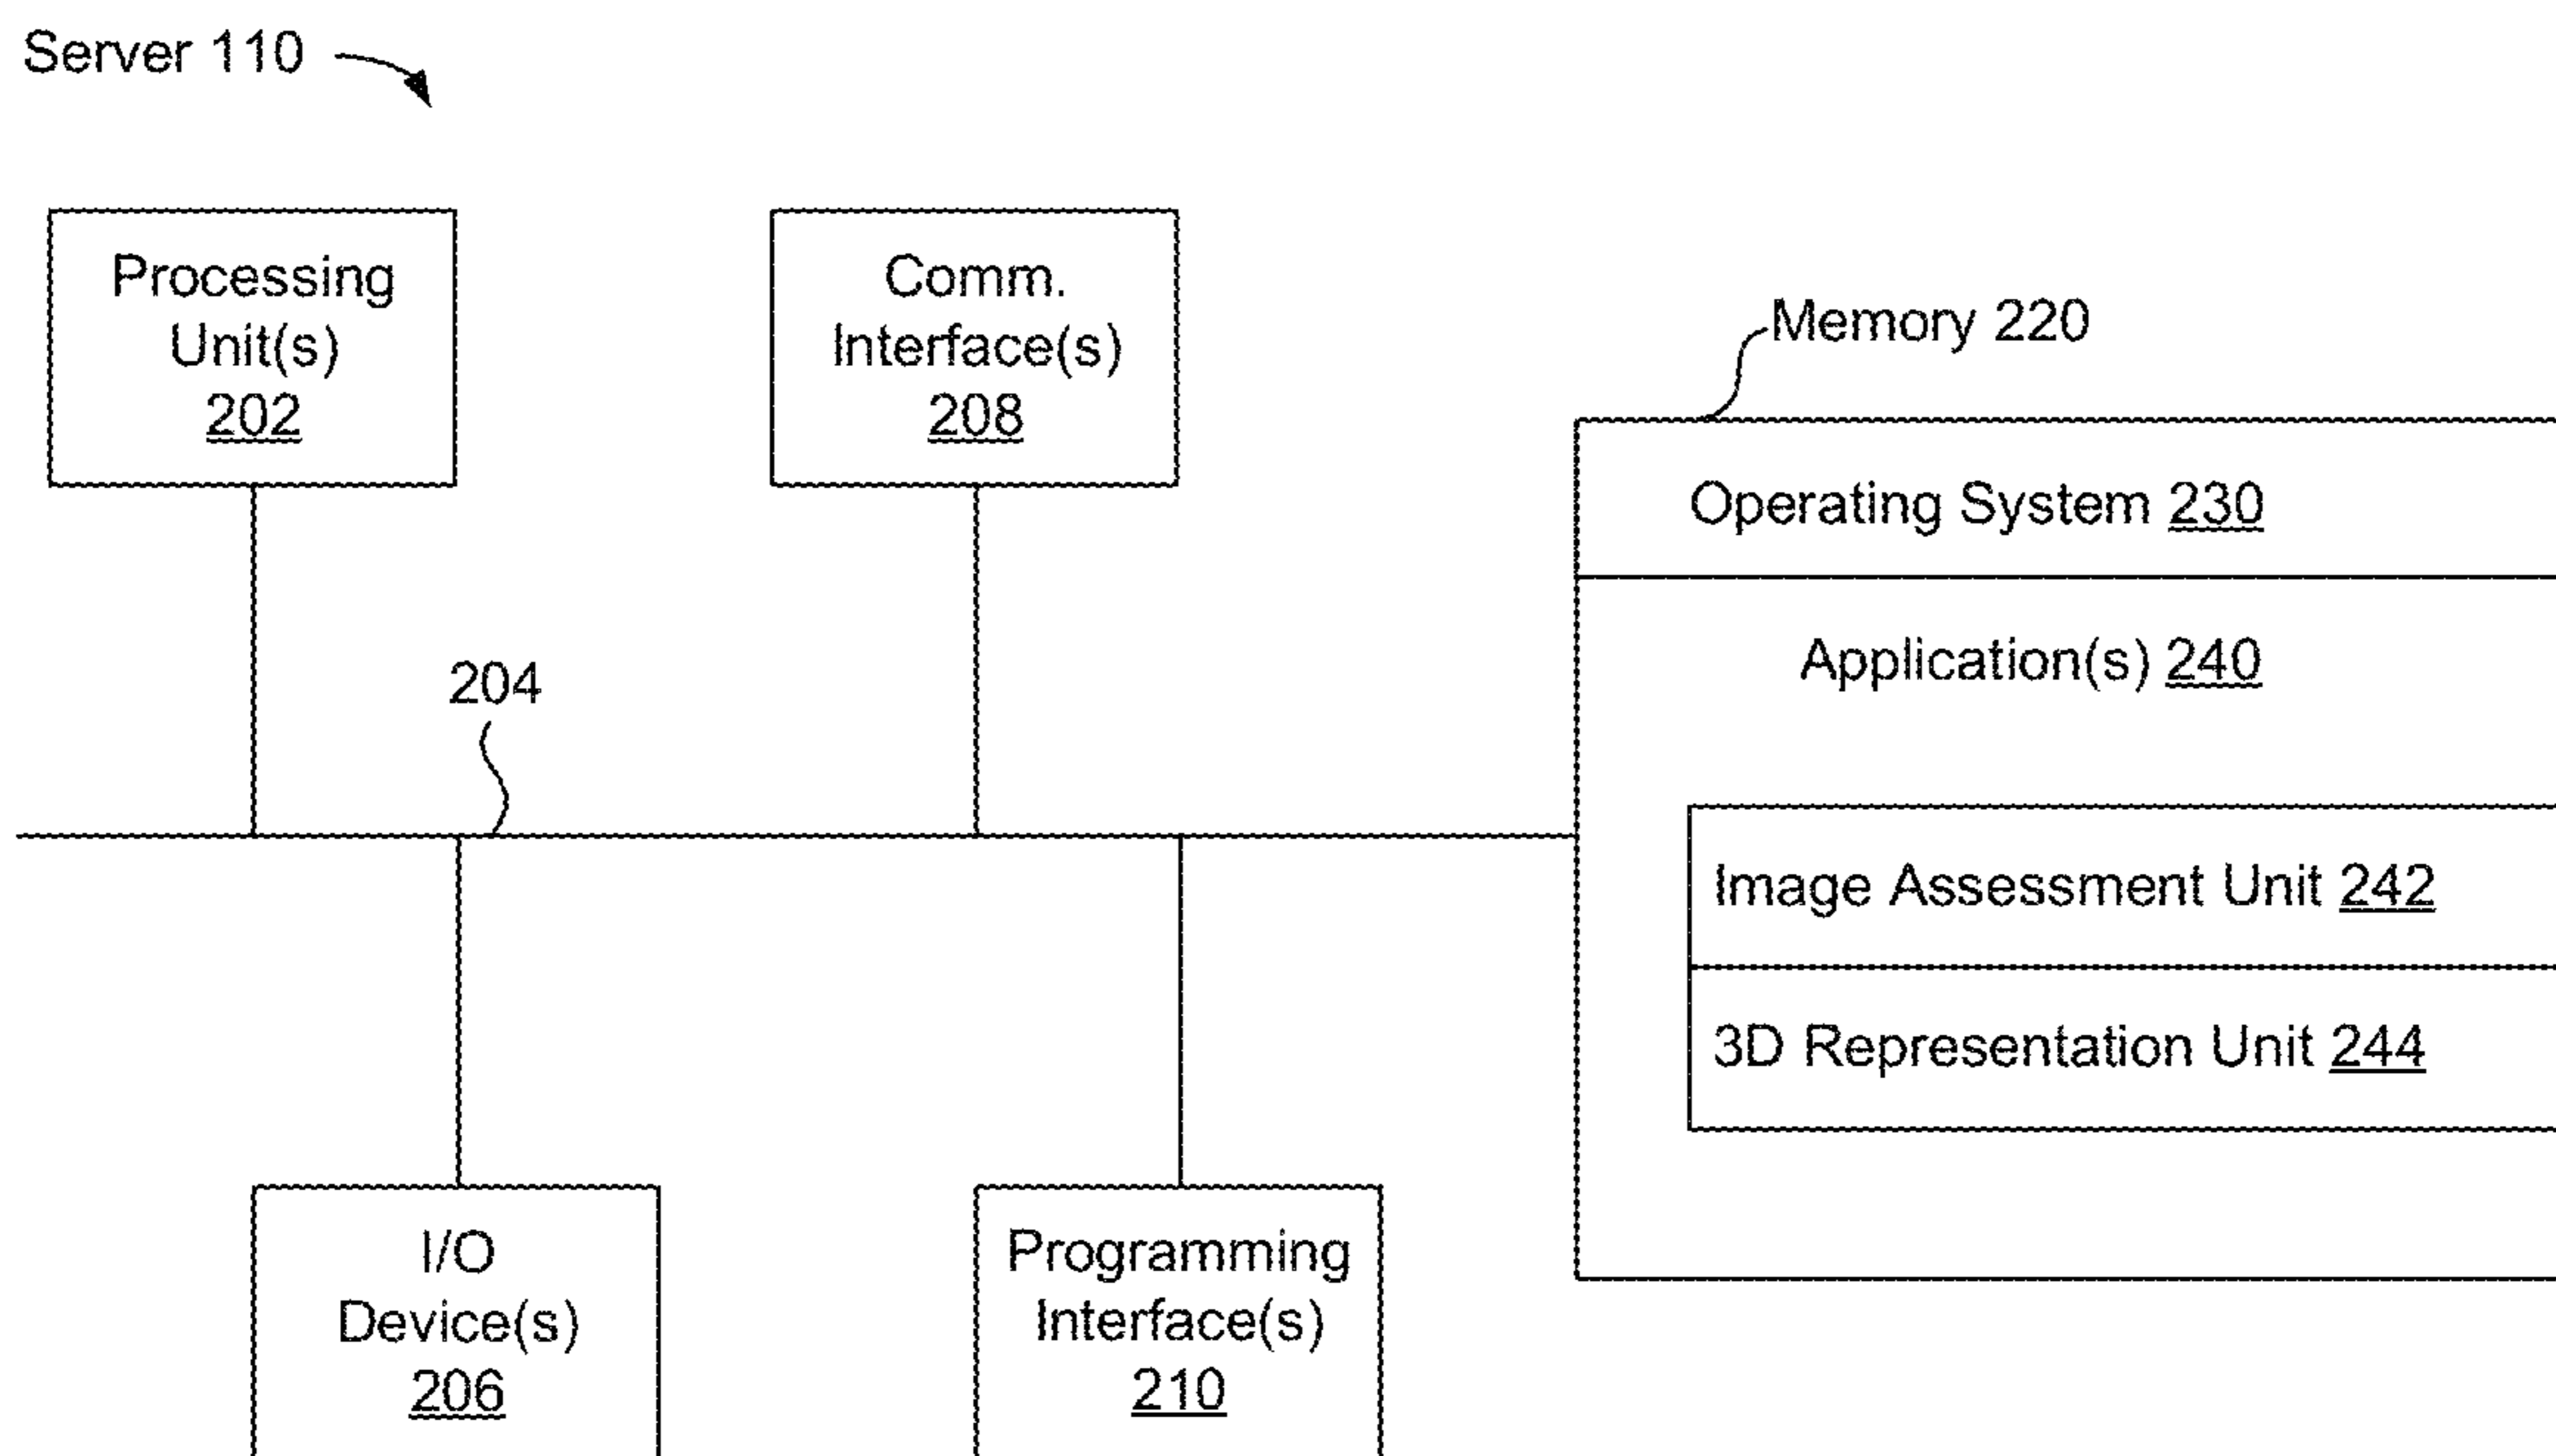 Server 110
Processing
Unit(s)
202
Comm.
Interface(s)
208
Memory 220
Operating System 230
Application(s) 240
204
Image Assessment Unit 242
3D Representation Unit 244
I/O
Device(s)
206
Programming
Interface(s)
210